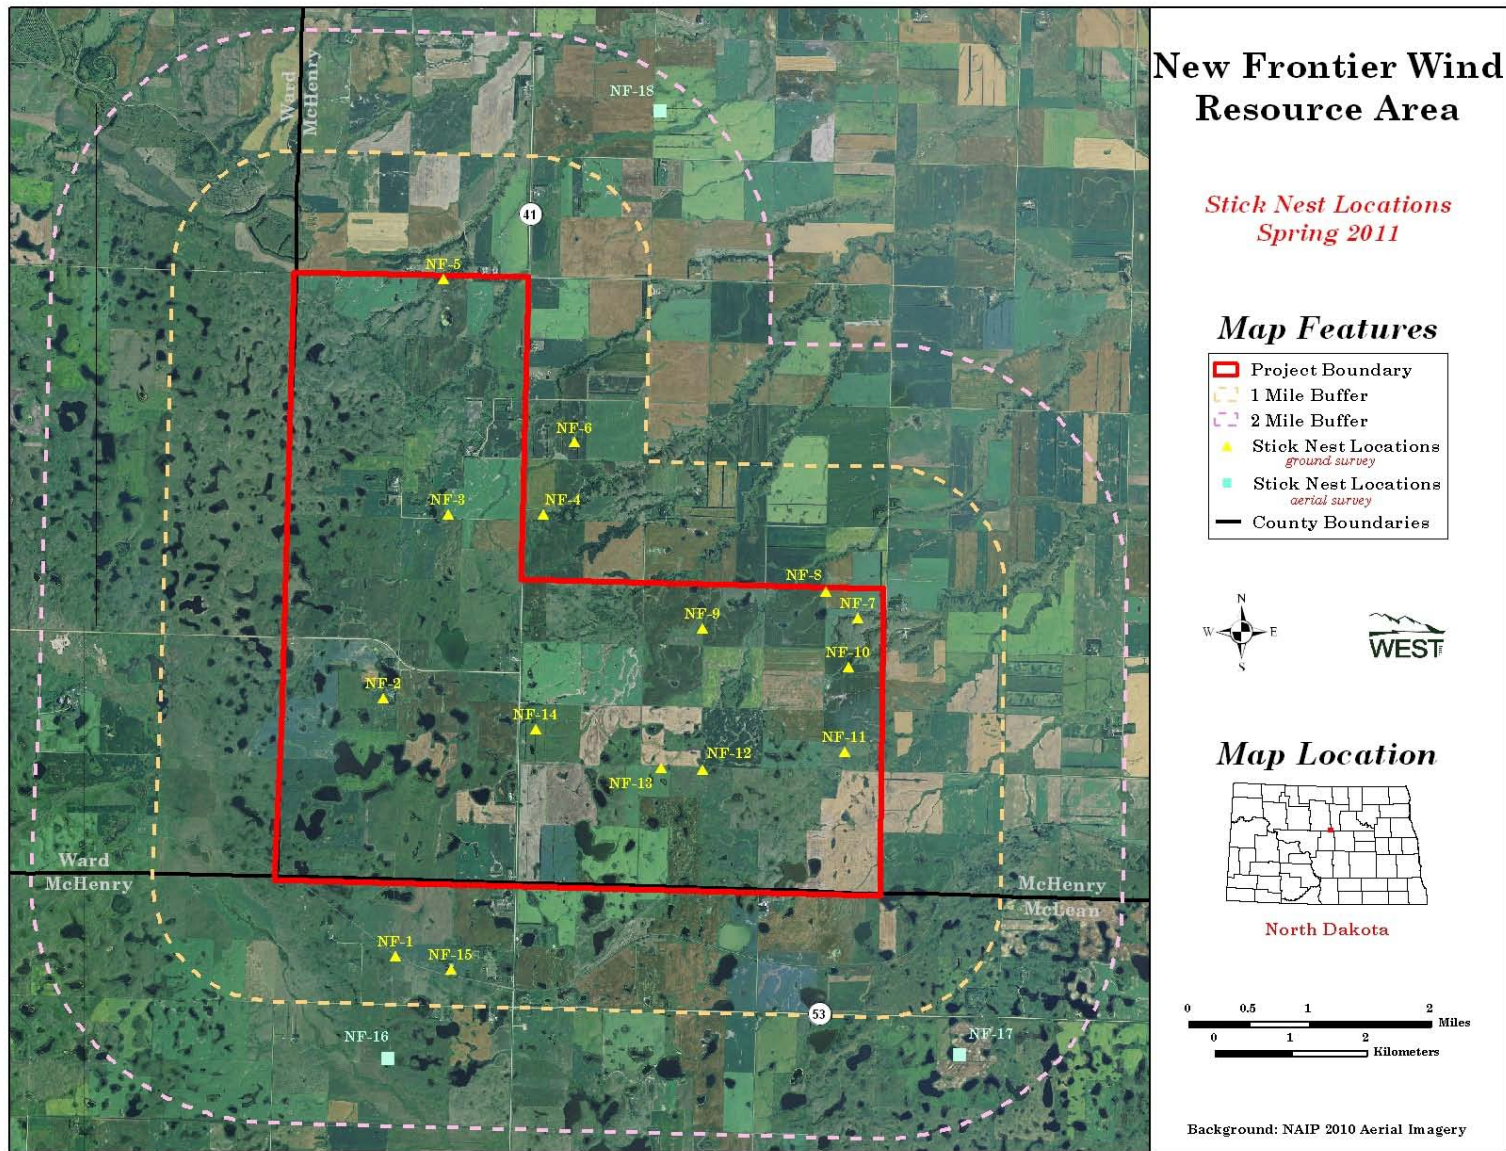 New Frontier Wind
Resource Area
Stick Nest Locations
Spring 2011
Map Features
Project Boundary
1 Mile Buffer
2 Mile Buffer
Stick Nest Locations
ground survey
Stick Nest Locations
aerial survey
County Boundaries
N
W E
S
WEST
Map Location
North Dakota
0 0.5 1 2
Miles
0 1 2
Kilometers
Background: NAIP 2010 Aerial Imagery
Ward
McHenry
NF-18
41
NF-5
NF-6
NF-3
NF-4
NF-8
NF-7
NF-9
NF-10
NF-2
NF-14
NF-11
NF-12
NF-13
Ward
McHenry
McHenry
McLean
NF-1
NF-15
53
NF-16
NF-17